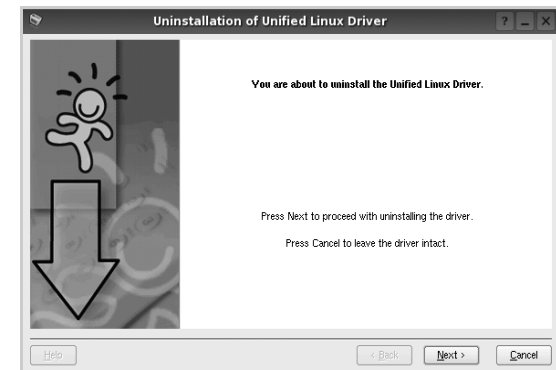 Uninstallation of Unified Linux Driver
You are about to uninstall the Unified Linux Driver.
Press Next to proceed with uninstalling the driver.
Press Cancel to leave the driver intact.
Help
< Back
Next >
Cancel